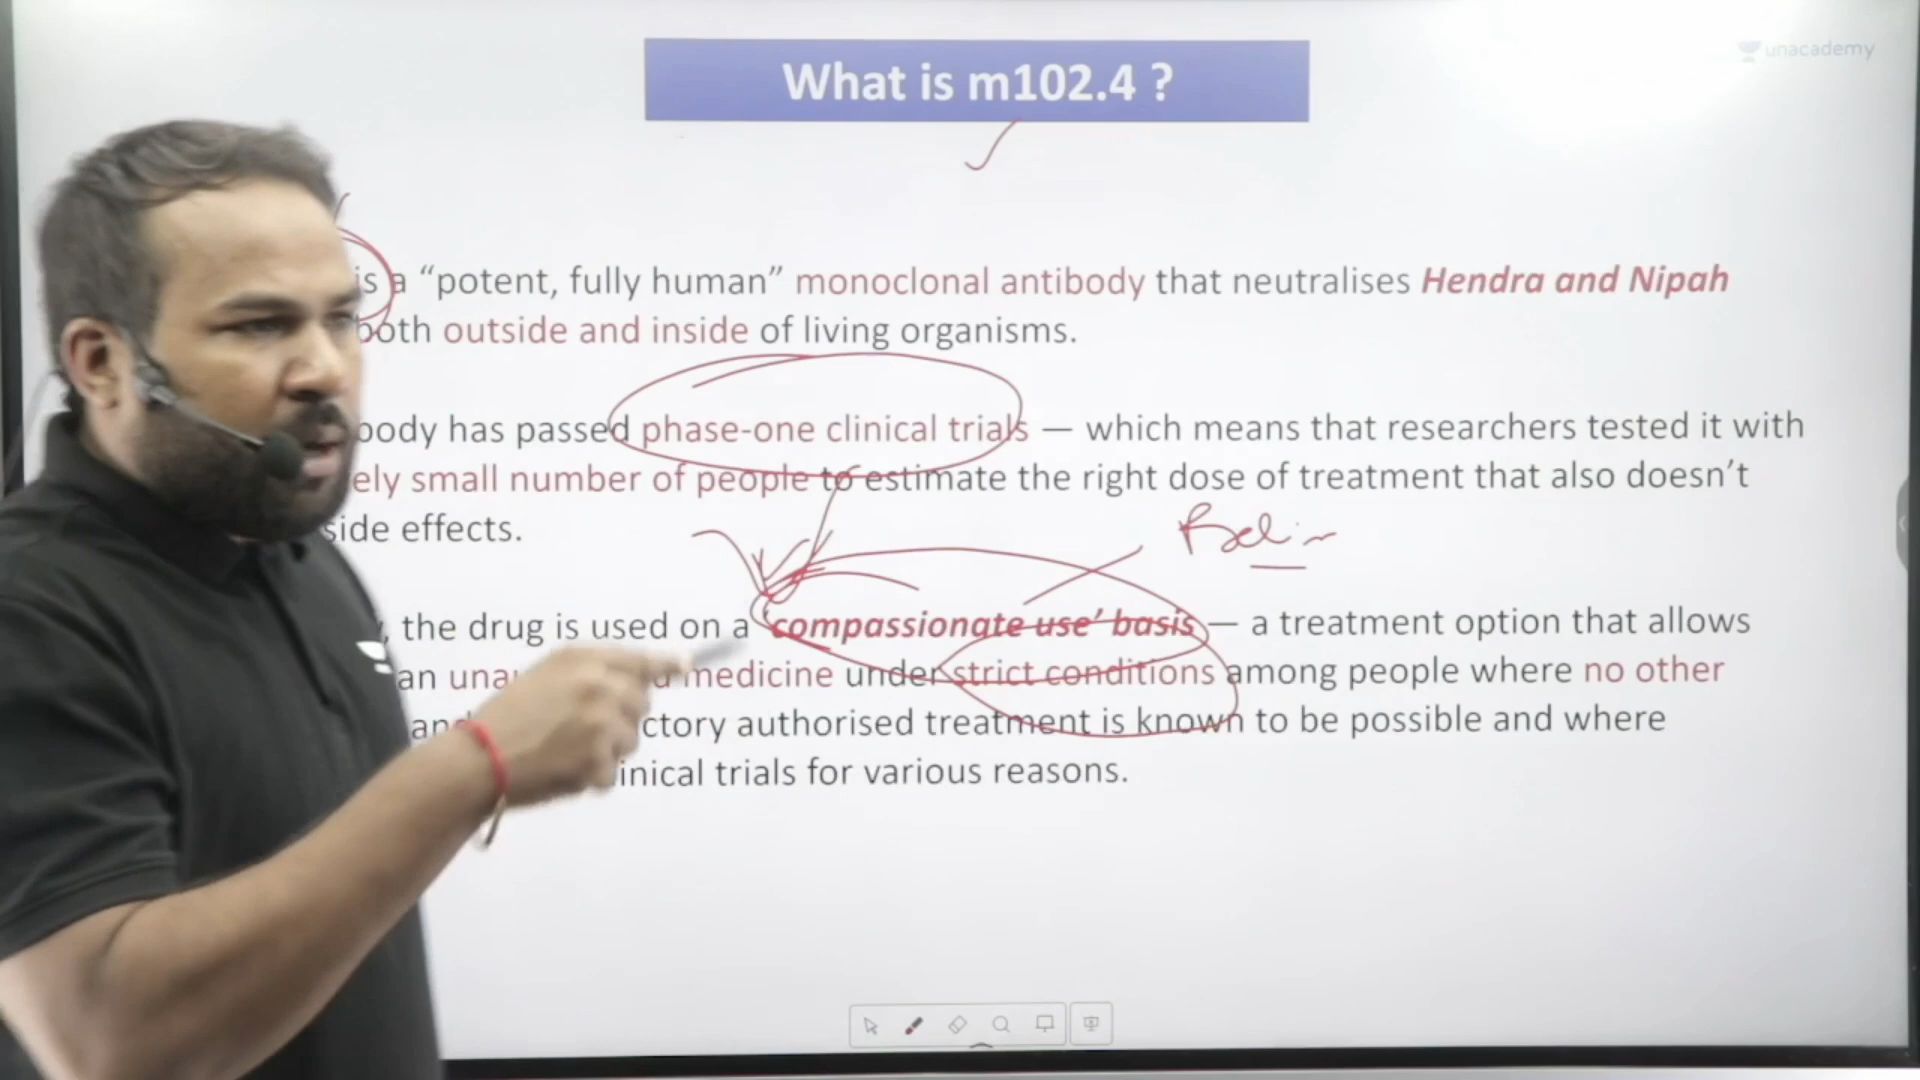 unacademy
What is m102.4 ?
is a “potent, fully human” monoclonal antibody that neutralises Hendra and Nipah
both outside and inside of living organisms.
body has passed phase-one clinical trials — which means that researchers tested it with
ely small number of people to estimate the right dose of treatment that also doesn’t
side effects.
, the drug is used on a ‘compassionate use’ basis — a treatment option that allows
an una medicine under strict conditions among people where no other
and ctory authorised treatment is known to be possible and where
inical trials for various reasons.